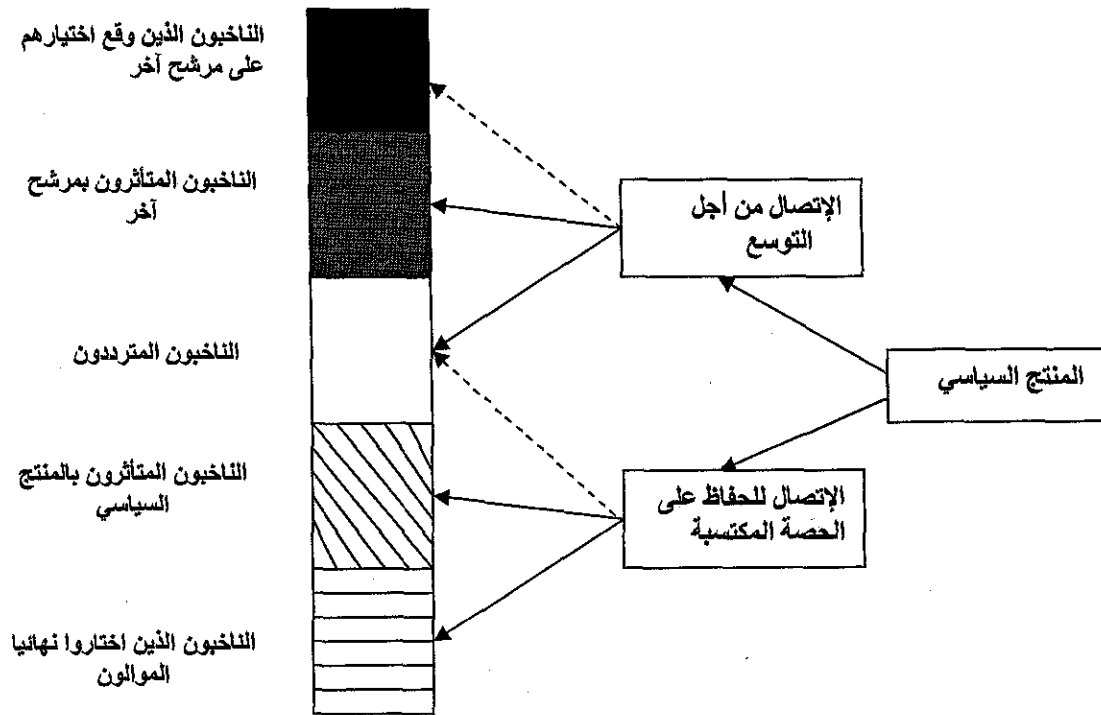 الناخبون الذين وقع اختيارهم
على مرشح آخر
الناخبون المتأثرون بمرشح
آخر
الإتصال من أجل
التوسع
الناخبون المترددون
المنتج السياسي
الناخبون المتأثرون بالمنتج
السياسي
الإتصال للحفاظ على
الحصة المكتسبة
الناخبون الذين اختاروا نهائيا
الموالون